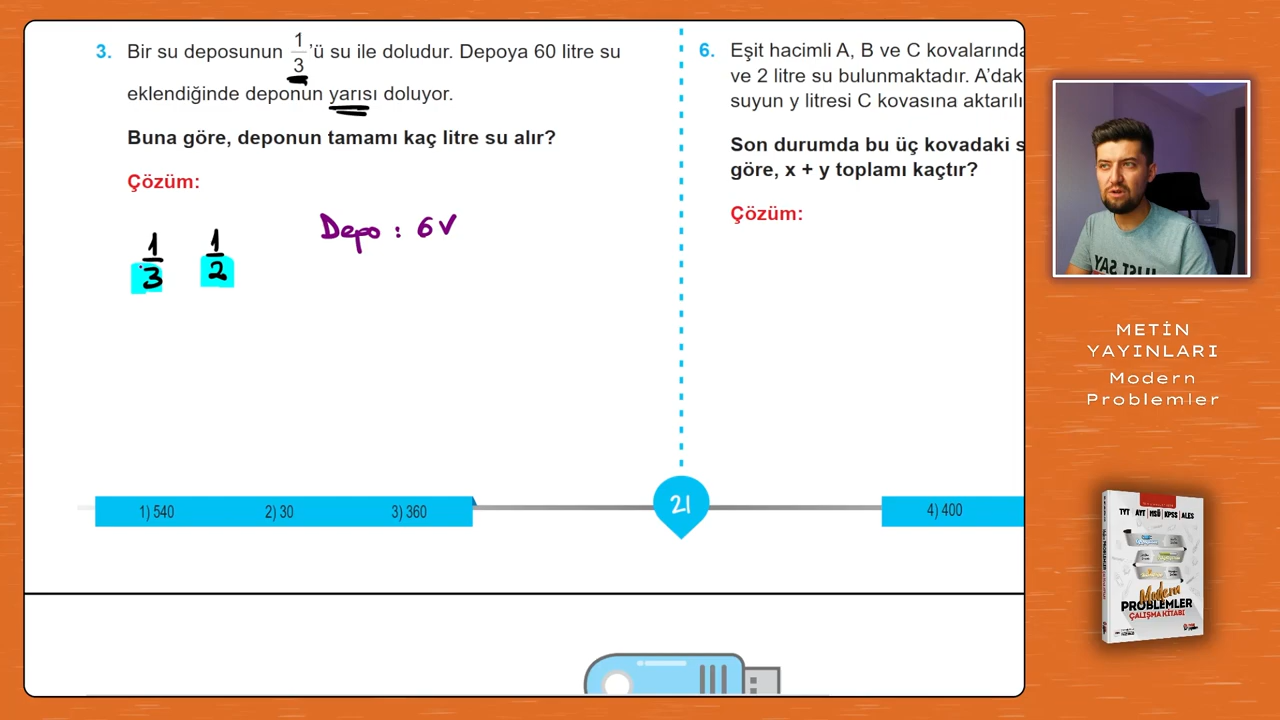 3. Bir su deposunun 1/3 'ü su ile doludur. Depoya 60 litre su
eklendiğinde deponun yarısı doluyor.
Buna göre, deponun tamamı kaç litre su alır?
Çözüm:
1/3 1/2
Depo : 6V
1) 540 2) 30 3) 360
21
6. Eşit hacimli A, B ve C kovalarında
ve 2 litre su bulunmaktadır. A'dak
suyun y litresi C kovasına aktarılı
Son durumda bu üç kovadaki s
göre, x + y toplamı kaçtır?
Çözüm:
4) 400
METİN
YAYINLARI
Modern
Problemler
TYT AYT MSÜ KPSS ALES
Modern
PROBLEMLER
ÇALIŞMA KİTABI